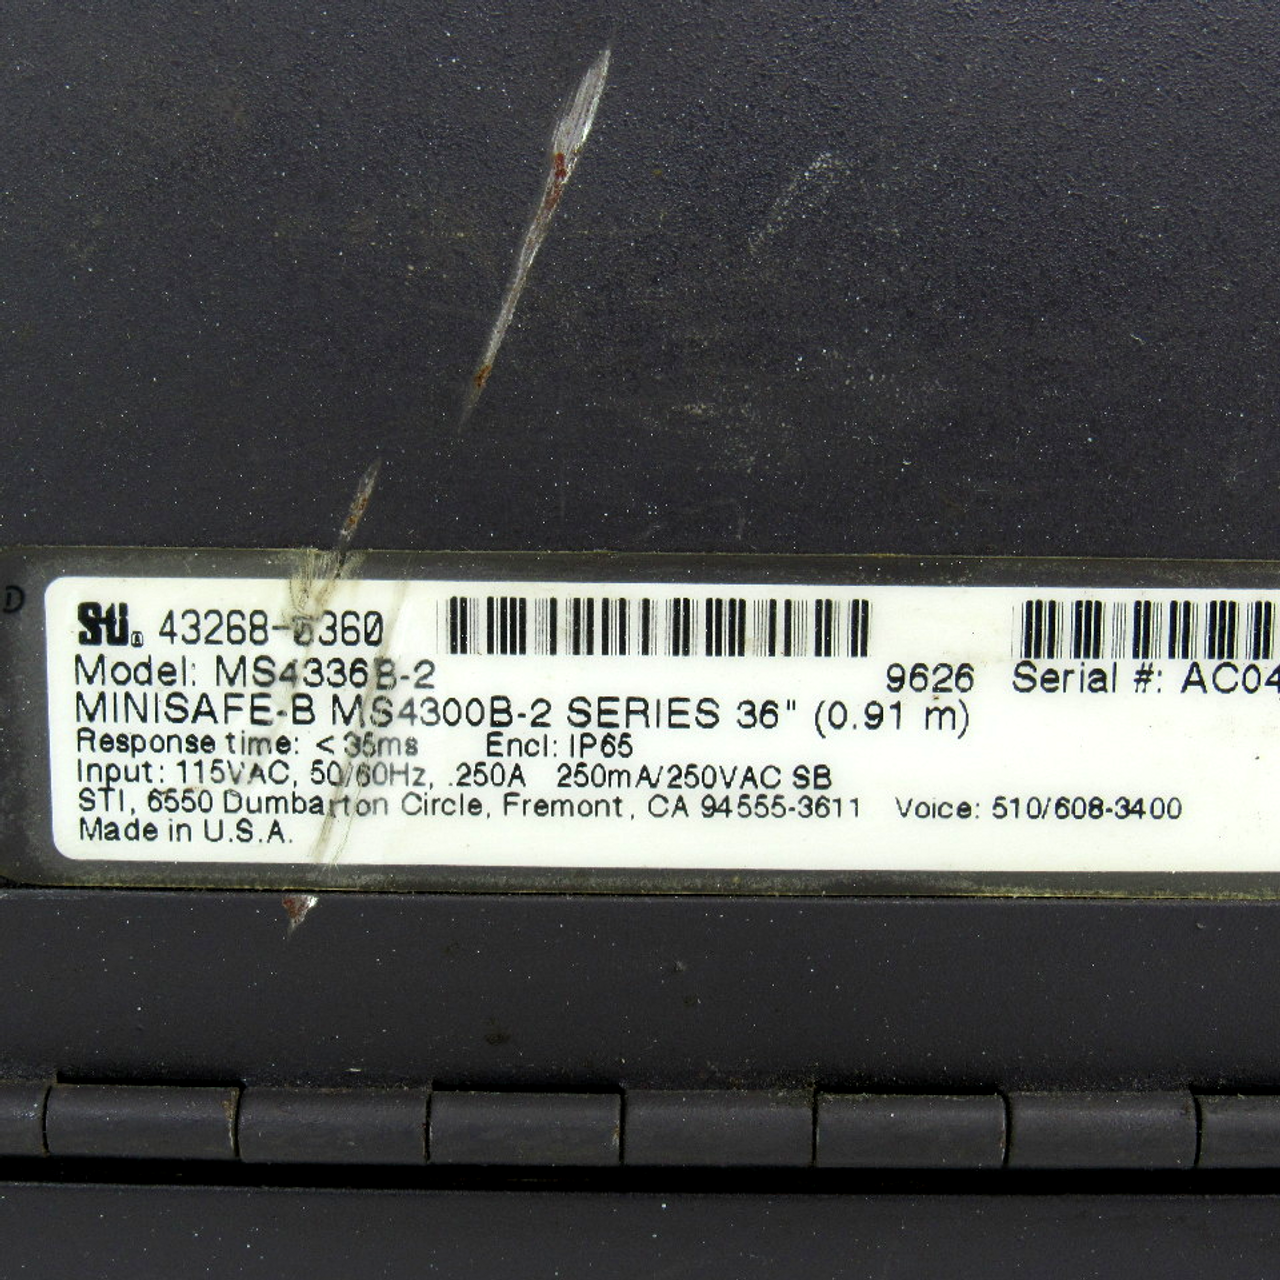 STI® 43268-0360
Model: MS4336B-2 9626 Serial #: AC04
MINISAFE-B MS4300B-2 SERIES 36" (0.91 m)
Response time: < 35ms Encl: IP65
Input: 115VAC, 50/60Hz, .250A 250mA/250VAC SB
STI, 6550 Dumbarton Circle, Fremont, CA 94555-3611 Voice: 510/608-3400
Made in U.S.A.